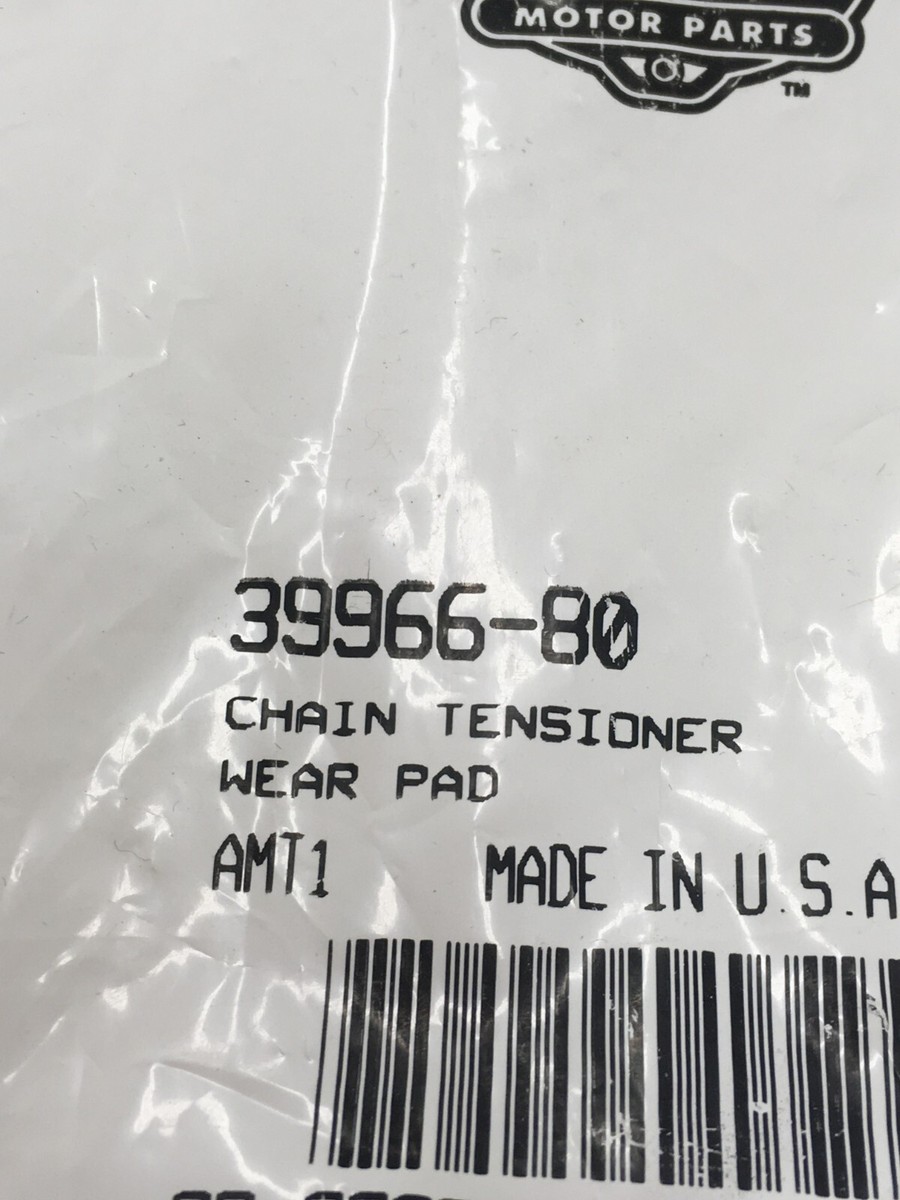 MOTOR PARTS
TM
39966-80
CHAIN TENSIONER
WEAR PAD
AMT1 MADE IN U.S.A